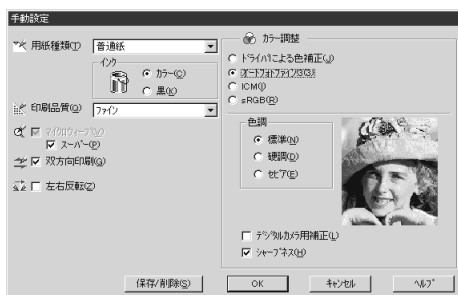 手動設定
用紙種類(T)
普通紙
インク
カラー(C)
黒(K)
印刷品質(Q)
ファイン
マイクロウィーブ(V)
スーパー(P)
双方向印刷(G)
左右反転(Z)
カラー調整
ドライバによる色補正(J)
オートフォトファイン!3(3)
ICM(I)
sRGB(R)
色調
標準(N)
硬調(D)
セピア(E)
デジタルカメラ用補正(L)
シャープネス(H)
保存/削除(S)
OK
キャンセル
ヘルプ